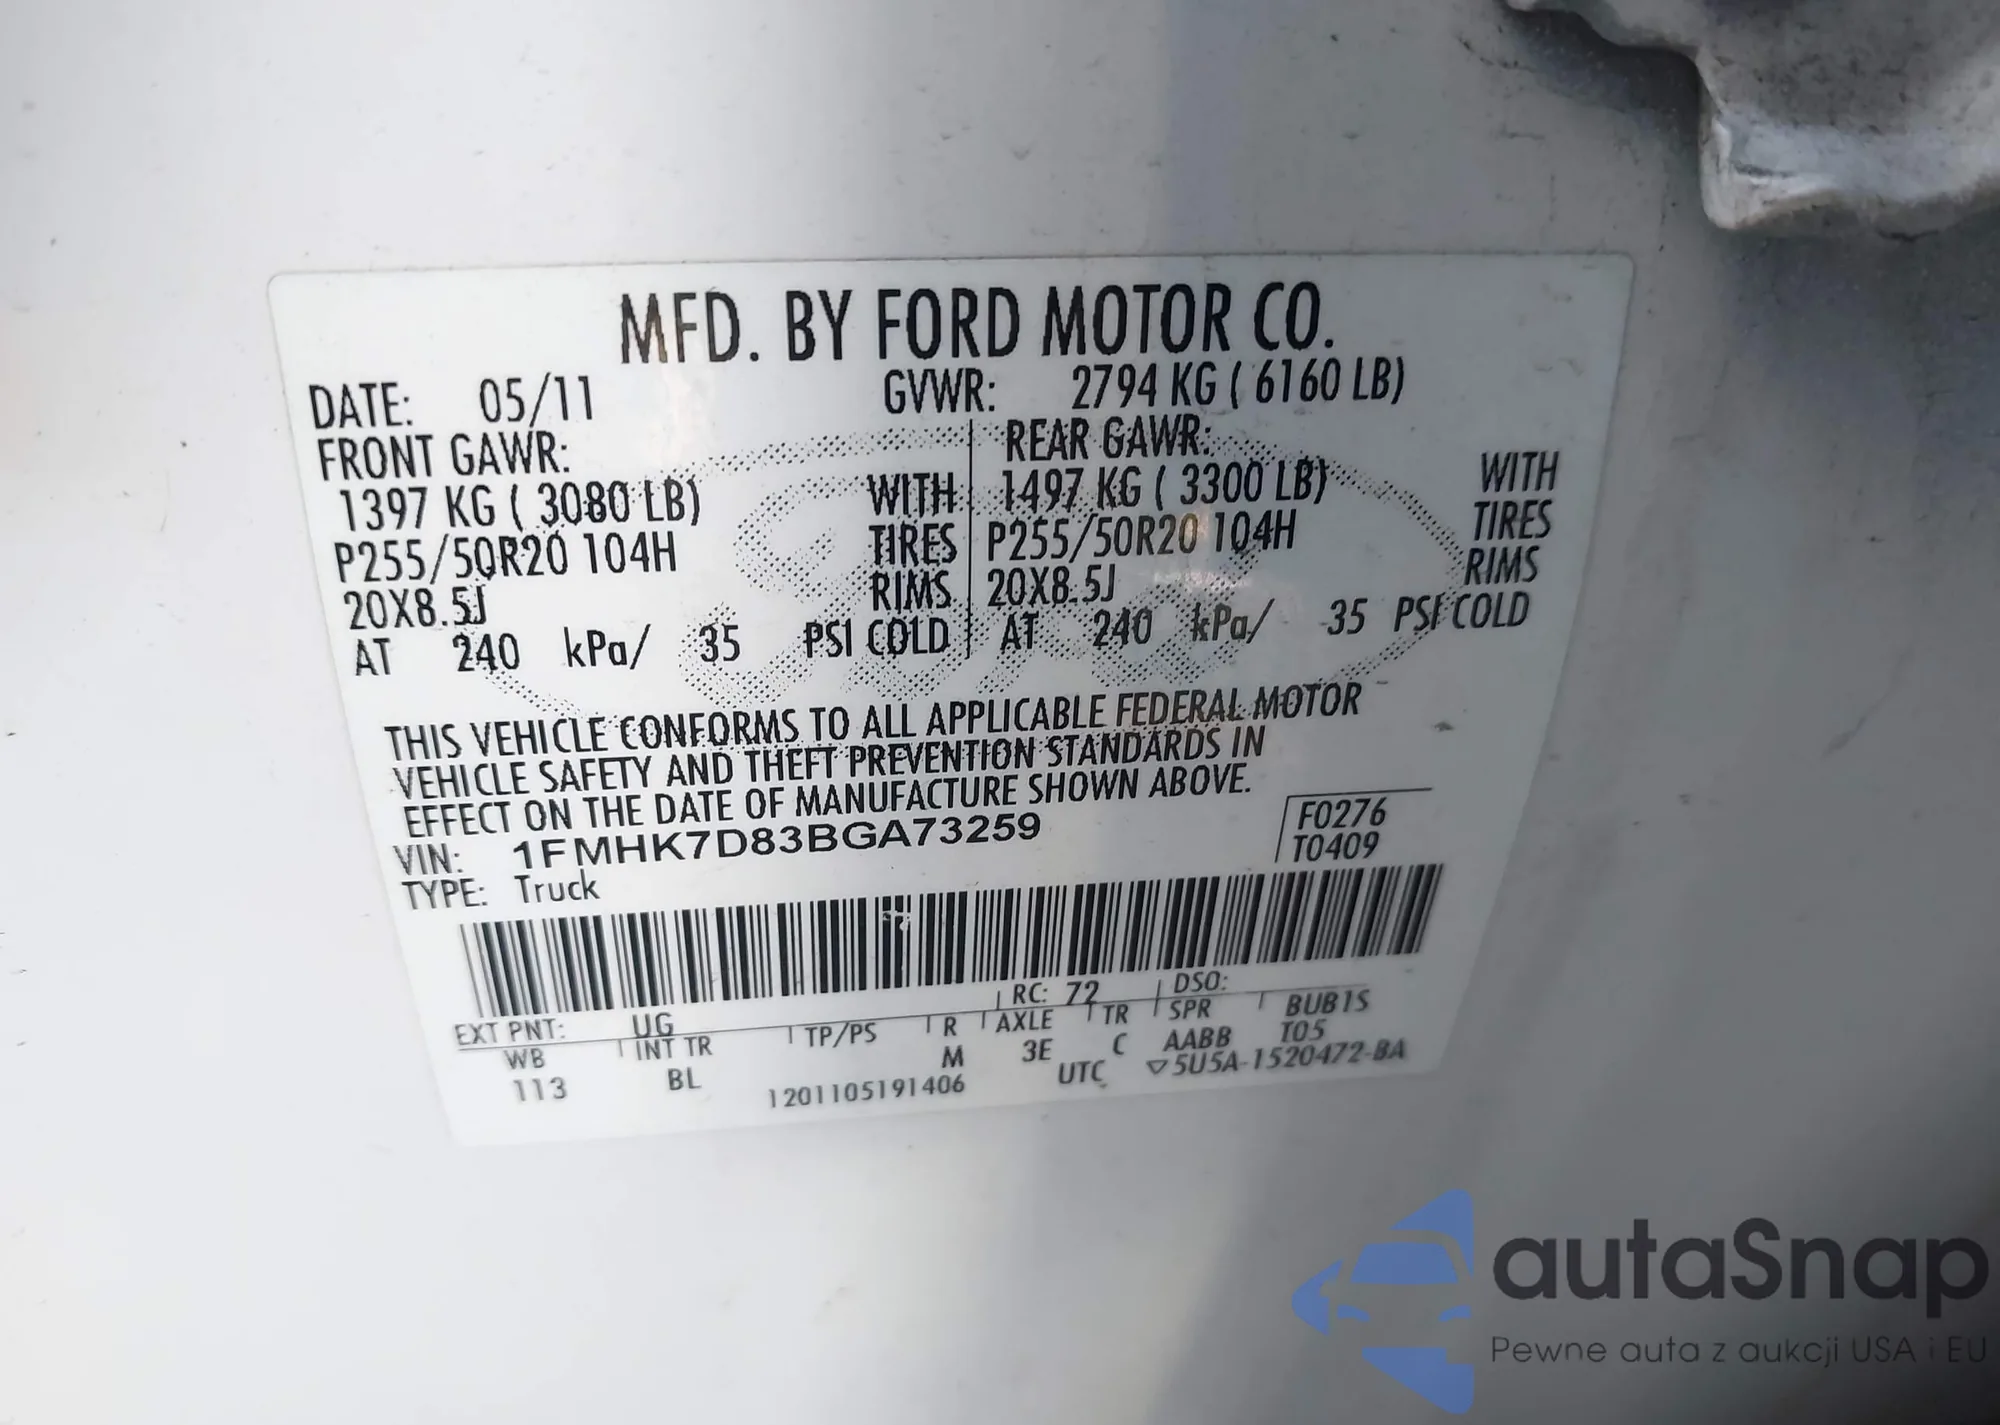 MFD. BY FORD MOTOR CO.
DATE: 05/11 GVWR: 2794 KG ( 6160 LB)
FRONT GAWR: REAR GAWR:
1397 KG ( 3080 LB) WITH 1497 KG ( 3300 LB) WITH
P255/50R20 104H TIRES P255/50R20 104H TIRES
20X8.5J RIMS 20X8.5J RIMS
AT 240 kPa/ 35 PSI COLD AT 240 kPa/ 35 PSI COLD
THIS VEHICLE CONFORMS TO ALL APPLICABLE FEDERAL MOTOR
VEHICLE SAFETY AND THEFT PREVENTION STANDARDS IN
EFFECT ON THE DATE OF MANUFACTURE SHOWN ABOVE.
VIN: 1FMHK7D83BGA73259 F0276
TYPE: Truck T0409
EXT PNT: UG RC: 72 DSO:
WB INT TR TP/PS R AXLE TR SPR BUB1S
113 BL M 3E C AABB T05
1201105191406 UTC ▽5U5A-1520472-BA
autaSnap
Pewne auta z aukcji USA i EU